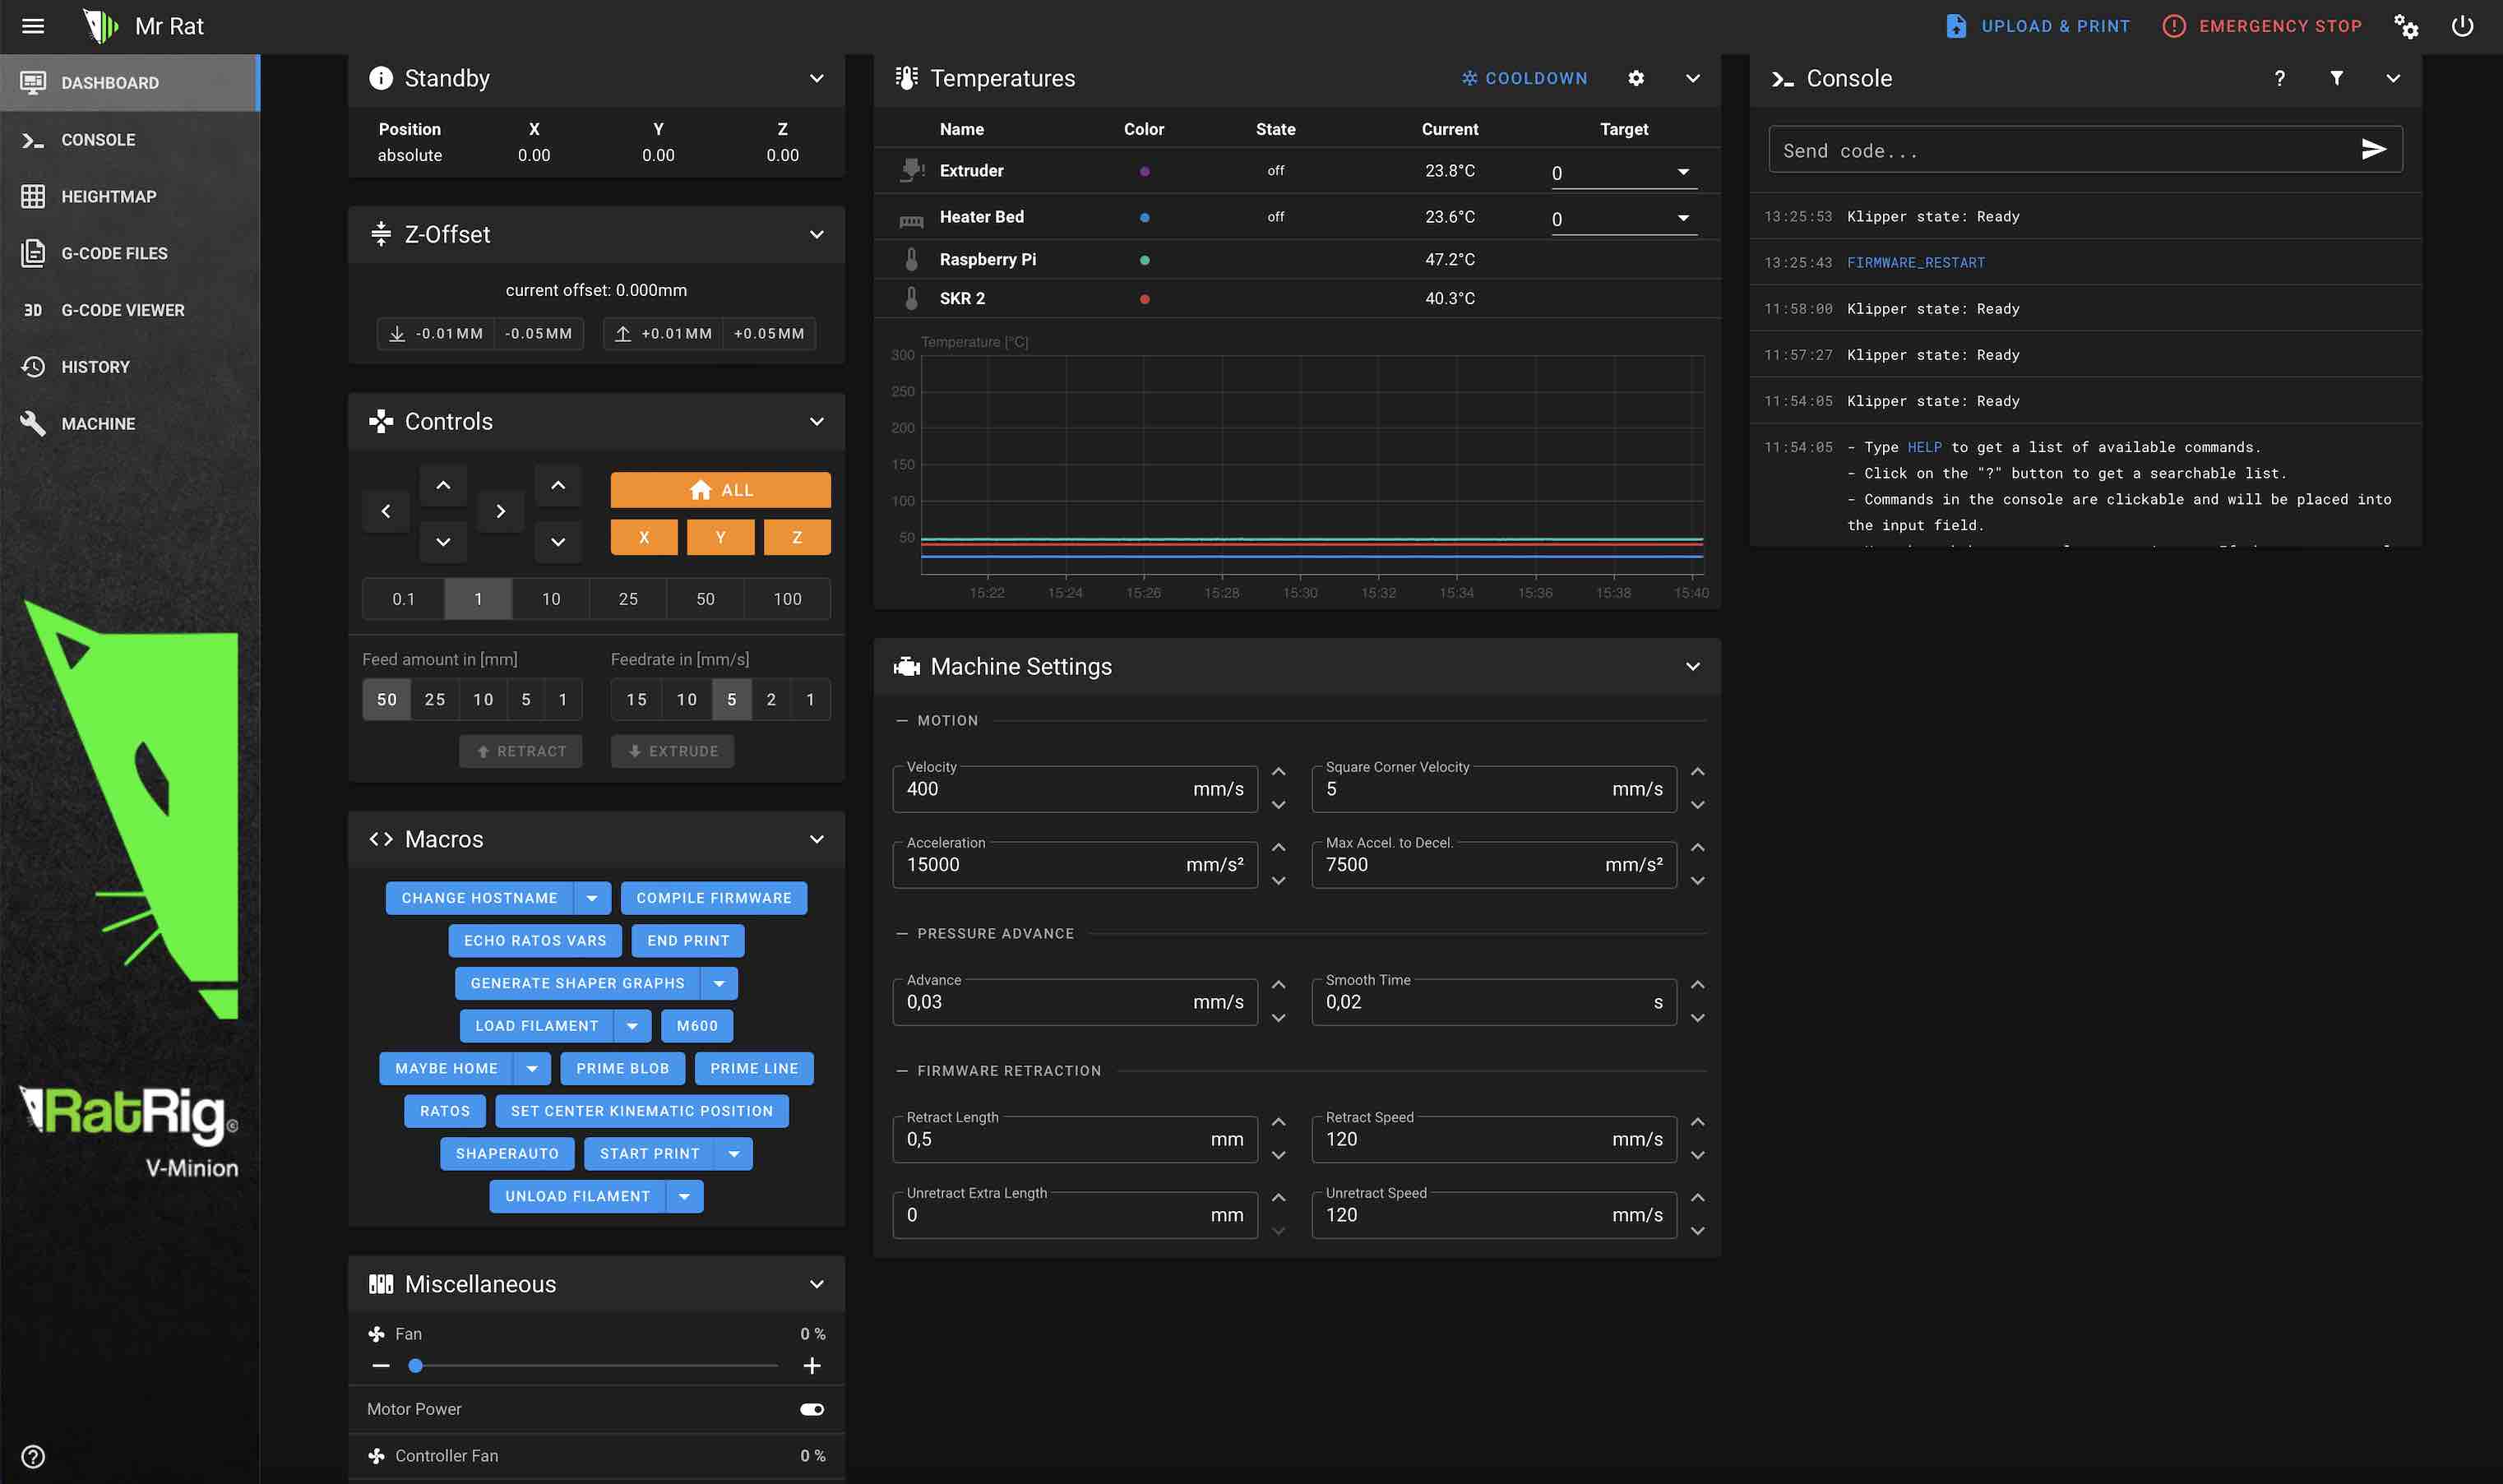 Mr Rat
UPLOAD & PRINT
EMERGENCY STOP
DASHBOARD
CONSOLE
HEIGHTMAP
G-CODE FILES
3D G-CODE VIEWER
HISTORY
MACHINE
RatRig
V-Minion
Standby
Position X Y Z
absolute 0.00 0.00 0.00
Z-Offset
current offset: 0.000mm
-0.01MM -0.05MM +0.01MM +0.05MM
Controls
ALL
X Y Z
0.1 1 10 25 50 100
Feed amount in [mm] Feedrate in [mm/s]
50 25 10 5 1 15 10 5 2 1
RETRACT EXTRUDE
Macros
CHANGE HOSTNAME COMPILE FIRMWARE
ECHO RATOS VARS END PRINT
GENERATE SHAPER GRAPHS
LOAD FILAMENT M600
MAYBE HOME PRIME BLOB PRIME LINE
RATOS SET CENTER KINEMATIC POSITION
SHAPERAUTO START PRINT
UNLOAD FILAMENT
Miscellaneous
Fan 0 %
Motor Power
Controller Fan 0 %
Temperatures COOLDOWN
Name Color State Current Target
Extruder off 23.8°C 0
Heater Bed off 23.6°C 0
Raspberry Pi 47.2°C
SKR 2 40.3°C
Temperature [°C]
300
250
200
150
100
50
15:22 15:24 15:26 15:28 15:30 15:32 15:34 15:36 15:38 15:40
Machine Settings
MOTION
Velocity Square Corner Velocity
400 mm/s 5 mm/s
Acceleration Max Accel. to Decel.
15000 mm/s² 7500 mm/s²
PRESSURE ADVANCE
Advance Smooth Time
0,03 mm/s 0,02 s
FIRMWARE RETRACTION
Retract Length Retract Speed
0,5 mm 120 mm/s
Unretract Extra Length Unretract Speed
0 mm 120 mm/s
Console ?
Send code...
13:25:53 Klipper state: Ready
13:25:43 FIRMWARE_RESTART
11:58:00 Klipper state: Ready
11:57:27 Klipper state: Ready
11:54:05 Klipper state: Ready
11:54:05 - Type HELP to get a list of available commands.
- Click on the "?" button to get a searchable list.
- Commands in the console are clickable and will be placed into
the input field.